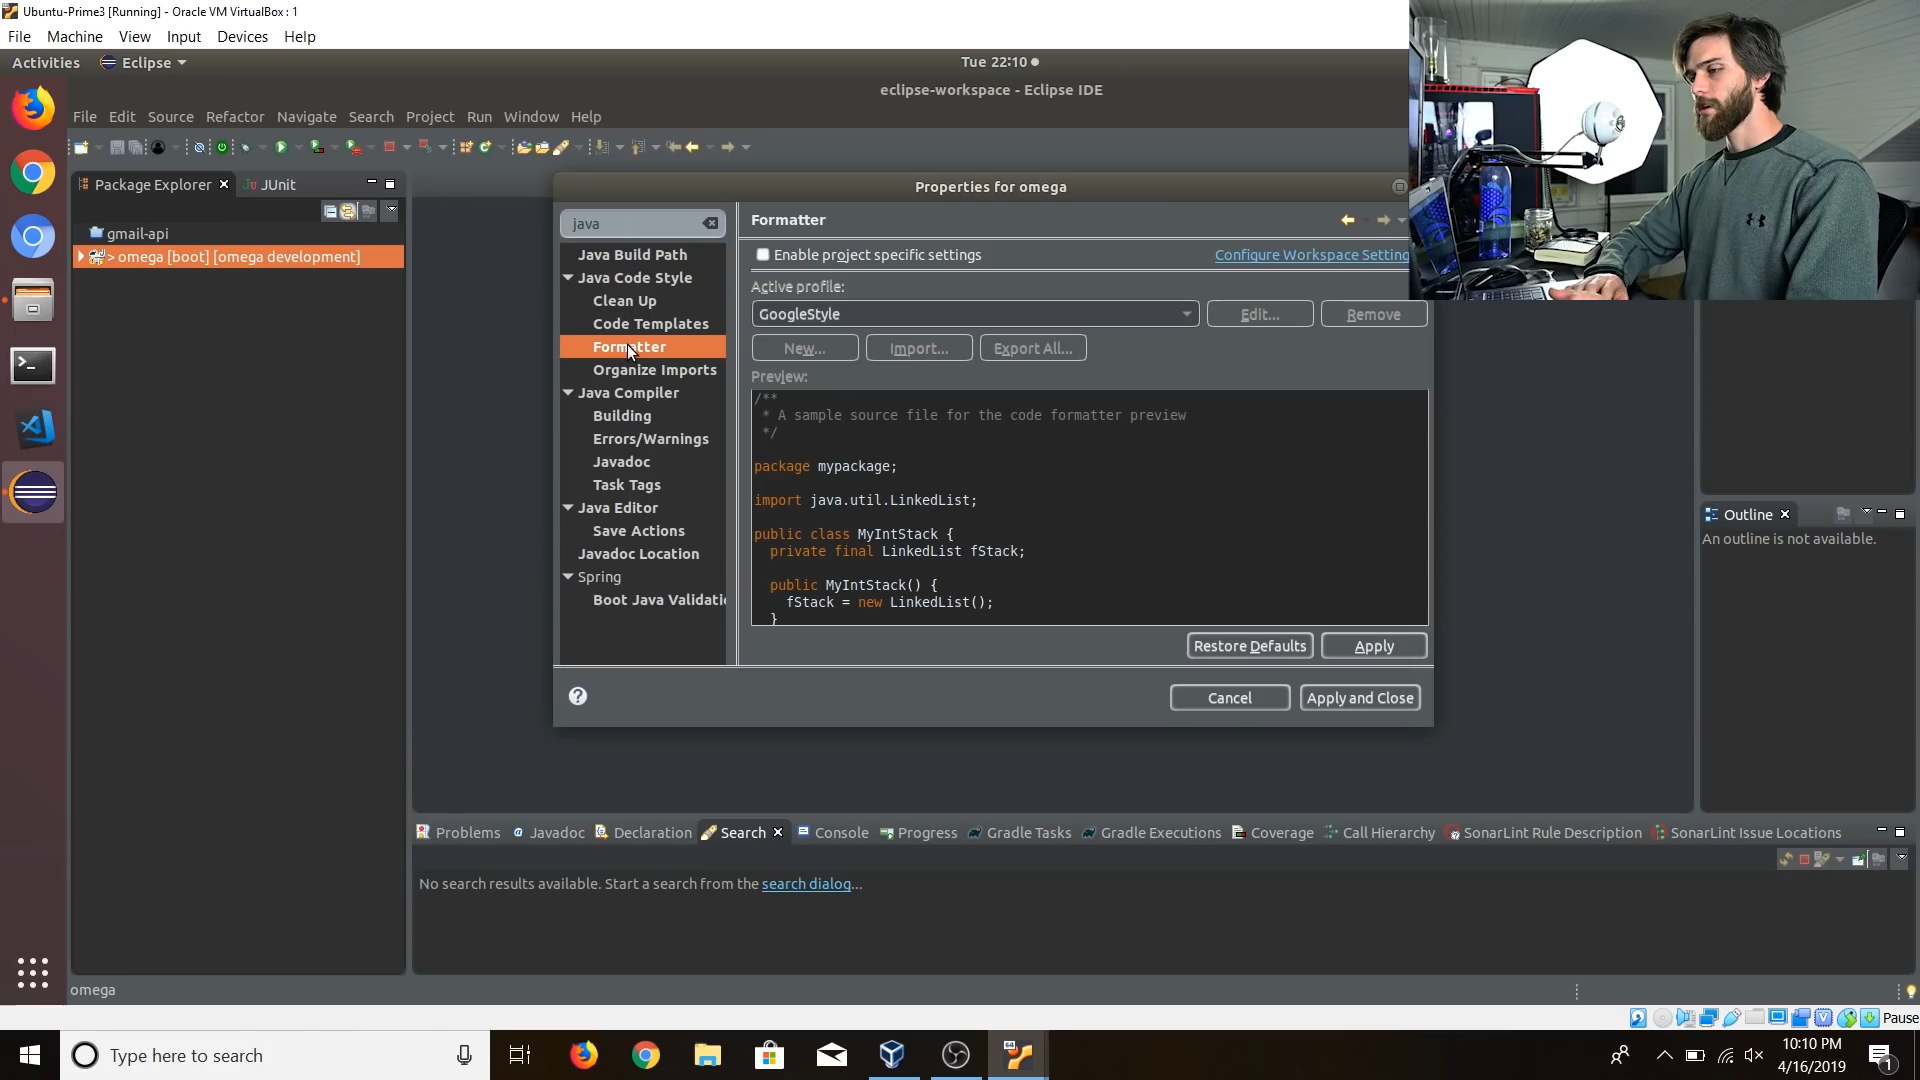 Ubuntu-Prime3 [Running] - Oracle VM VirtualBox : 1
File Machine View Input Devices Help
Activities Eclipse Tue 22:10
eclipse-workspace - Eclipse IDE
File Edit Source Refactor Navigate Search Project Run Window Help
Package Explorer JUnit
gmail-api
> omega [boot] [omega development]
Properties for omega
java
Java Build Path
Java Code Style
Clean Up
Code Templates
Formatter
Organize Imports
Java Compiler
Building
Errors/Warnings
Javadoc
Task Tags
Java Editor
Save Actions
Javadoc Location
Spring
Boot Java Validati
Formatter
Enable project specific settings Configure Workspace Setting
Active profile:
GoogleStyle Edit... Remove
New... Import... Export All...
Preview:
/**
* A sample source file for the code formatter preview
*/
package mypackage;
import java.util.LinkedList;
public class MyIntStack {
private final LinkedList fStack;
public MyIntStack() {
fStack = new LinkedList();
}
Restore Defaults Apply
? Cancel Apply and Close
Outline
An outline is not available.
Problems @ Javadoc Declaration Search Console Progress Gradle Tasks Gradle Executions Coverage Call Hierarchy SonarLint Rule Description SonarLint Issue Locations
No search results available. Start a search from the search dialog...
omega
Pause
Type here to search
10:10 PM
4/16/2019
1